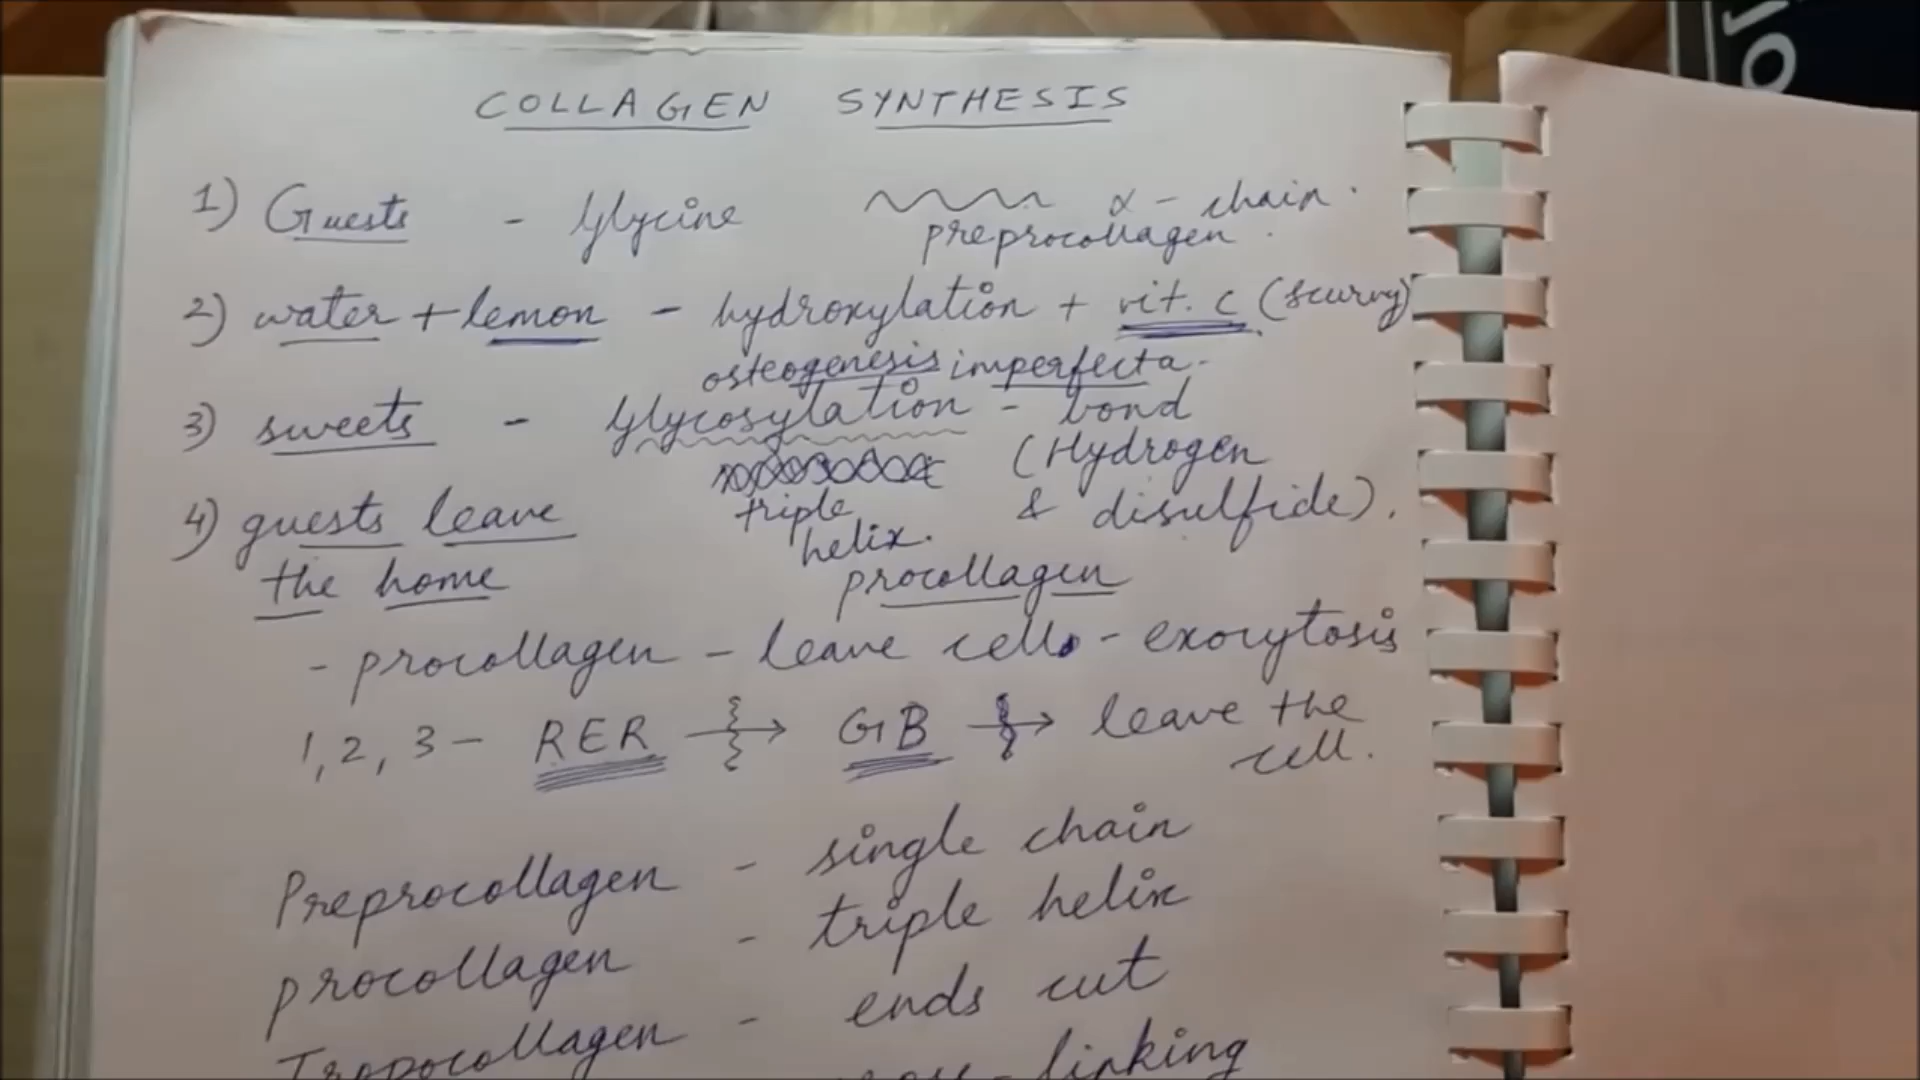 COLLAGEN SYNTHESIS
1) Guests - Glycine α - chain.
preprocollagen.
2) water + lemon - hydroxylation + vit. C (scurvy)
osteogenesis imperfecta.
3) sweets - Glycosylation - bond
(Hydrogen
& disulfide).
triple
helix.
procollagen
4) guests leave
the home
- procollagen - leave cell - exocytosis
1, 2, 3 - RER → GB → leave the
cell.
Preprocollagen - single chain
procollagen - triple helix
Tropocollagen - ends cut
linking